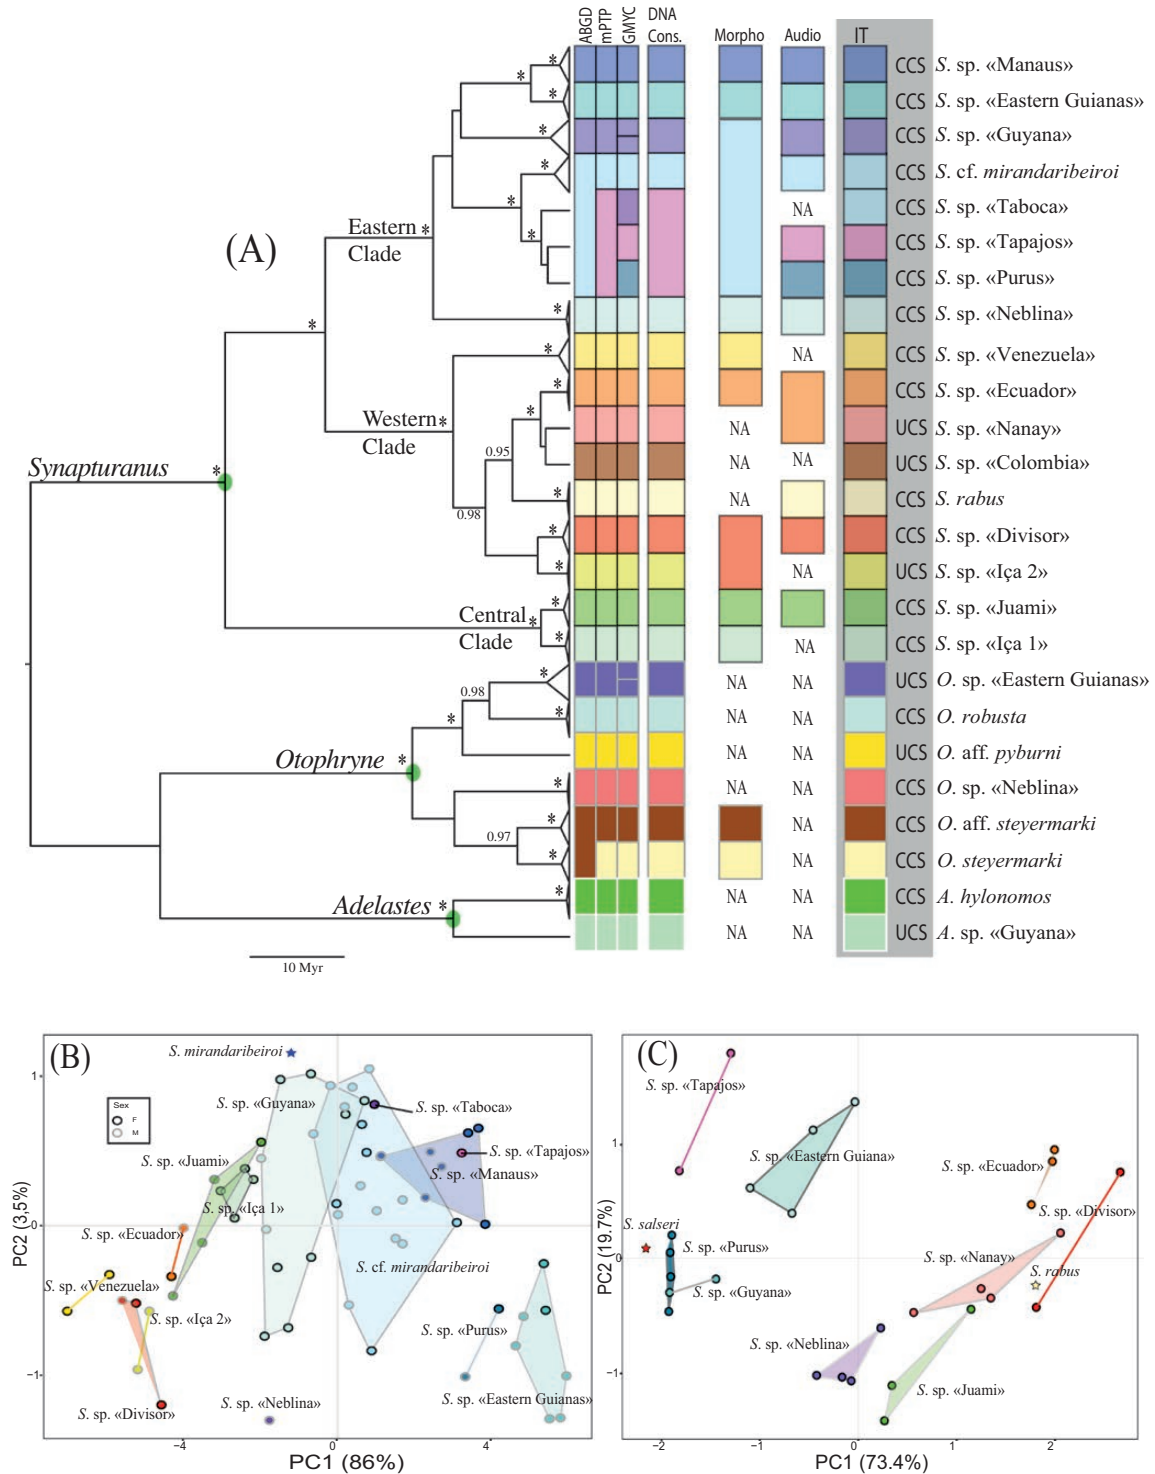 ABGD mPTP GMYC DNA Cons. Morpho Audio IT
CCS S. sp. «Manaus»
CCS S. sp. «Eastern Guianas»
CCS S. sp. «Guyana»
CCS S. cf. mirandaribeiroi
NA CCS S. sp. «Taboca»
(A)
Eastern Clade
CCS S. sp. «Tapajos»
CCS S. sp. «Purus»
CCS S. sp. «Neblina»
NA CCS S. sp. «Venezuela»
CCS S. sp. «Ecuador»
Western Clade
NA UCS S. sp. «Nanay»
0.95
NA NA CCS S. sp. «Colombia»
Synapturanus
NA CCS S. rabus
0.98
CCS S. sp. «Divisor»
NA UCS S. sp. «Iça 2»
Central Clade
CCS S. sp. «Juami»
NA CCS S. sp. «Iça 1»
NA NA UCS O. sp. «Eastern Guianas»
0.98
NA NA CCS O. robusta
Otophryne
NA NA UCS O. aff. pyburni
NA NA CCS O. sp. «Neblina»
NA CCS O. aff. steyermarki
0.97
NA CCS O. steyermarki
NA NA CCS A. hylonomos
Adelastes
NA NA UCS A. sp. «Guyana»
10 Myr
(B)
S. mirandaribeiroi
Sex
F
M
S. sp. «Guyana»
S. sp. «Taboca»
S. sp. «Juami»
S. sp. «Tapajos»
S. sp. «Manaus»
S. sp. «Iça 1»
S. sp. «Ecuador»
S. cf. mirandaribeiroi
S. sp. «Venezuela»
S. sp. «Iça 2»
S. sp. «Purus»
S. sp. «Divisor»
S. sp. «Neblina»
S. sp. «Eastern Guianas»
1
0
−1
PC2 (3,5%)
−4 0 4
PC1 (86%)
(C)
S. sp. «Tapajos»
S. sp. «Eastern Guiana»
S. sp. «Ecuador»
S. salseri
S. sp. «Divisor»
S. sp. «Purus»
S. sp. «Nanay»
S. rabus
S. sp. «Guyana»
S. sp. «Neblina»
S. sp. «Juami»
1
0
−1
PC2 (19.7%)
−2 −1 0 1 2
PC1 (73.4%)